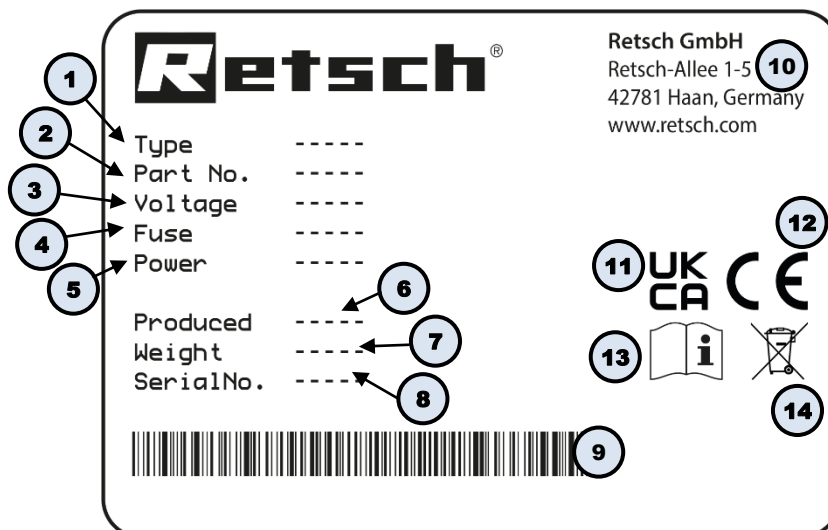 Retsch®
Retsch GmbH
Retsch-Allee 1-5
42781 Haan, Germany
www.retsch.com
10
1
2
3
4
5
Type -----
Part No. -----
Voltage -----
Fuse -----
Power -----
6
7
8
Produced -----
Weight -----
SerialNo. -----
9
11
UK
CA
CE
12
13
i
14